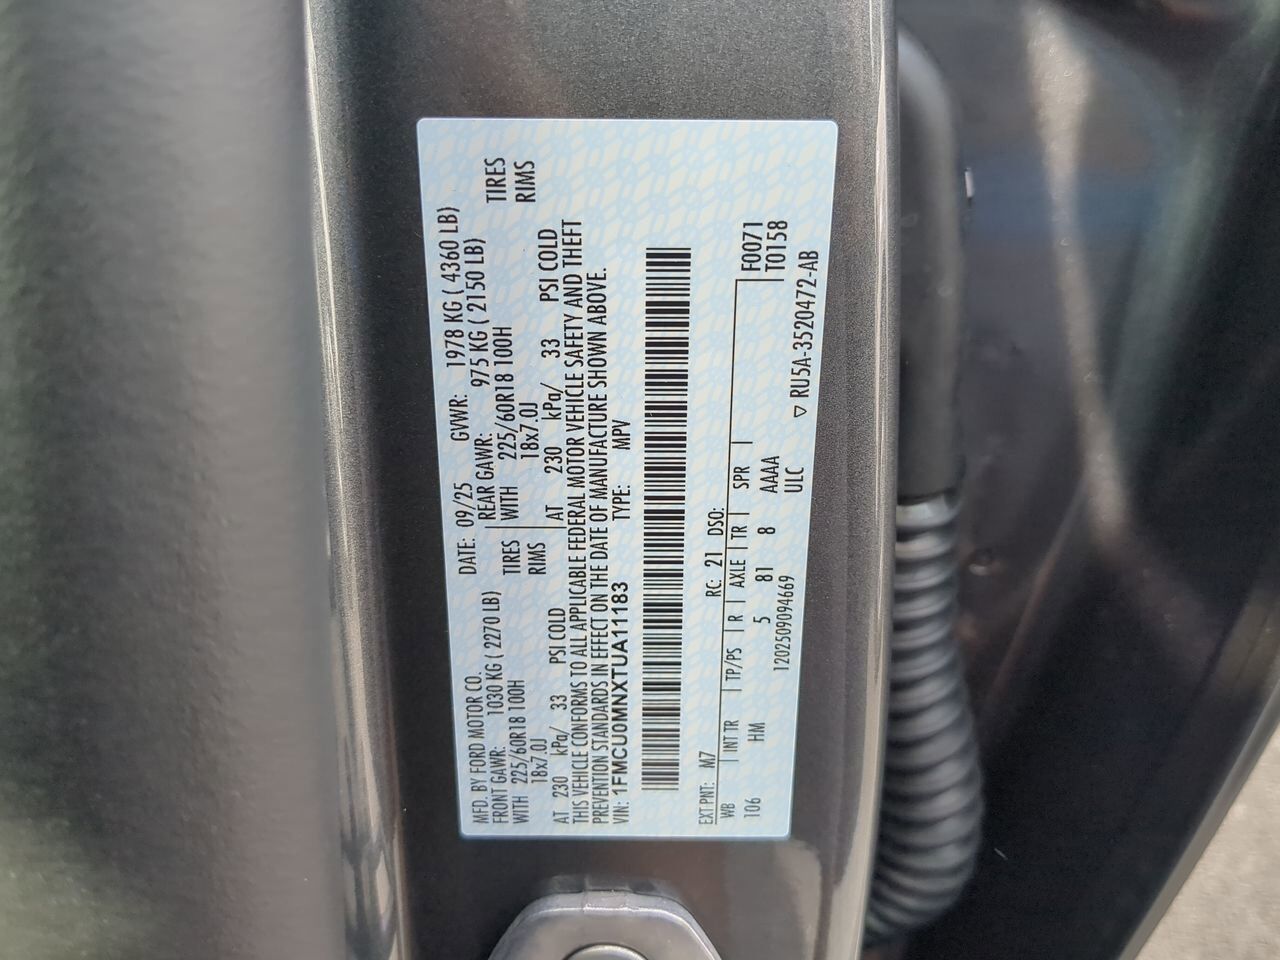 MFD. BY FORD MOTOR CO.
DATE: 09/25 GVWR: 1978 KG ( 4360 LB)
FRONT GAWR: 1030 KG ( 2270 LB) REAR GAWR: 975 KG ( 2150 LB)
WITH 225/60R18 100H TIRES WITH 225/60R18 100H TIRES
18x7.0J RIMS 18x7.0J RIMS
AT 230 kPa/ 33 PSI COLD AT 230 kPa/ 33 PSI COLD
THIS VEHICLE CONFORMS TO ALL APPLICABLE FEDERAL MOTOR VEHICLE SAFETY AND THEFT
PREVENTION STANDARDS IN EFFECT ON THE DATE OF MANUFACTURE SHOWN ABOVE.
VIN: 1FMCU0MNXTUA11183 TYPE: MPV
EXT PNT: M7 RC: 21 DSO:
WB INT TR TP/PS R AXLE TR SPR F0071
106 HM 5 81 8 AAAA T0158
1202509094669 ULC
▽ RU5A-3520472-AB